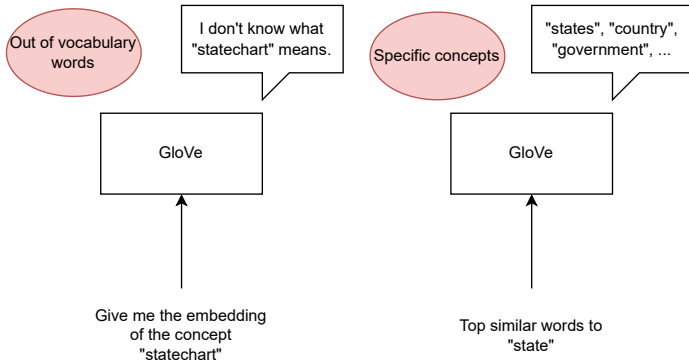 Out of vocabulary
words
I don't know what
"statechart" means.
GloVe
Give me the embedding
of the concept
"statechart"
Specific concepts
"states", "country",
"government", ...
GloVe
Top similar words to
"state"